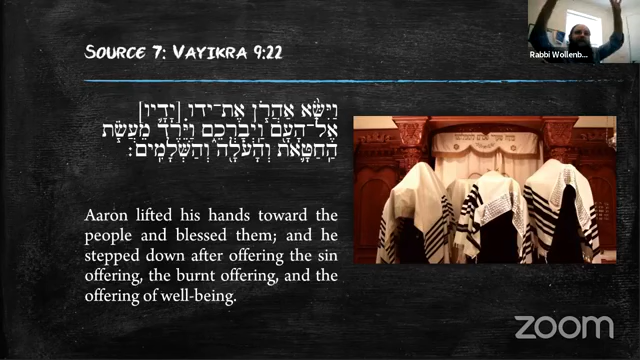 Source 7: Vayikra 9:22
וַיִּשָּׂ֨א אַהֲרֹ֧ן אֶת־ידו [יָדָ֛יו]
אֶל־הָעָ֖ם וַֽיְבָרְכֵ֑ם וַיֵּ֗רֶד מֵעֲשֹׂ֧ת
הַֽחַטָּ֛את וְהָעֹלָ֖ה וְהַשְּׁלָמִֽים׃
Aaron lifted his hands toward the
people and blessed them; and he
stepped down after offering the sin
offering, the burnt offering, and the
offering of well-being.
Rabbi Wollenb...
zoom